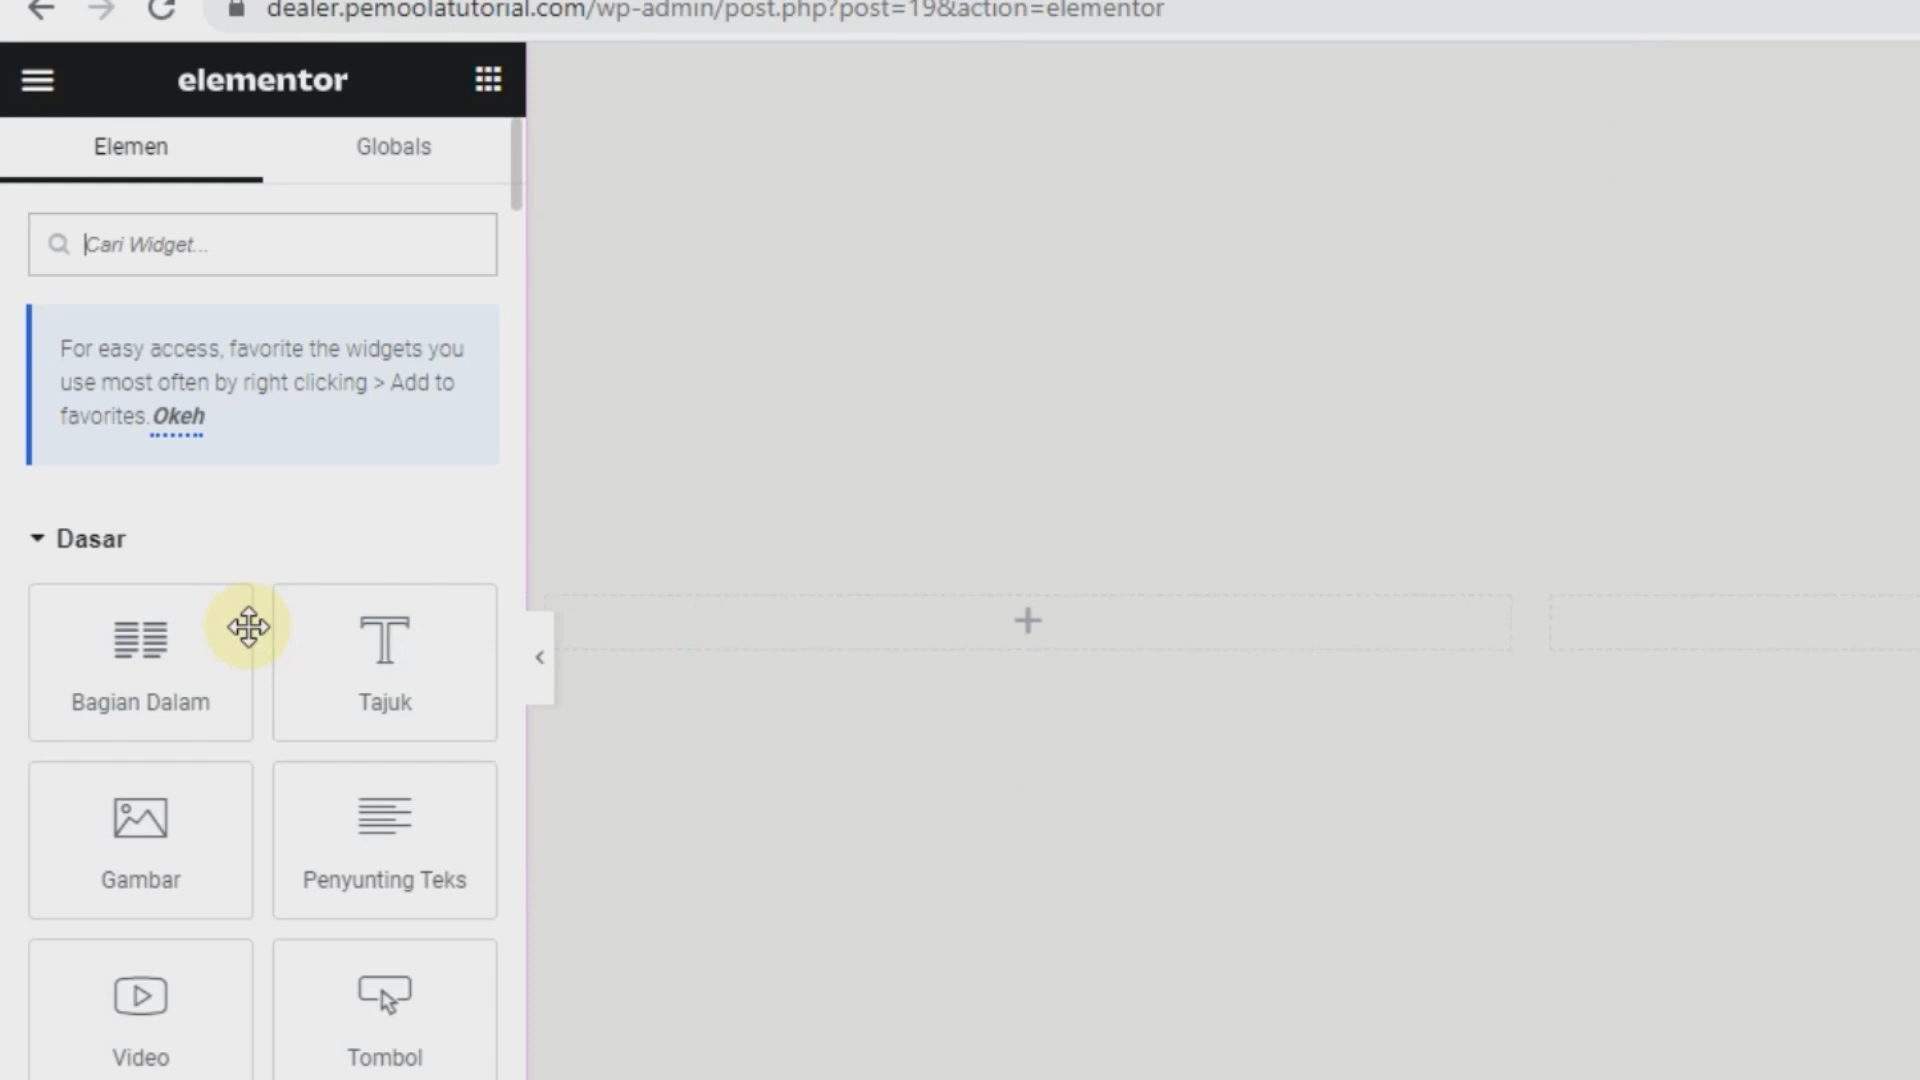 dealer.pemoolatutorial.com/wp-admin/post.php?post=19&action=elementor
elementor
Elemen
Globals
Cari Widget...
For easy access, favorite the widgets you
use most often by right clicking > Add to
favorites. Okeh
Dasar
Bagian Dalam
Tajuk
Gambar
Penyunting Teks
Video
Tombol